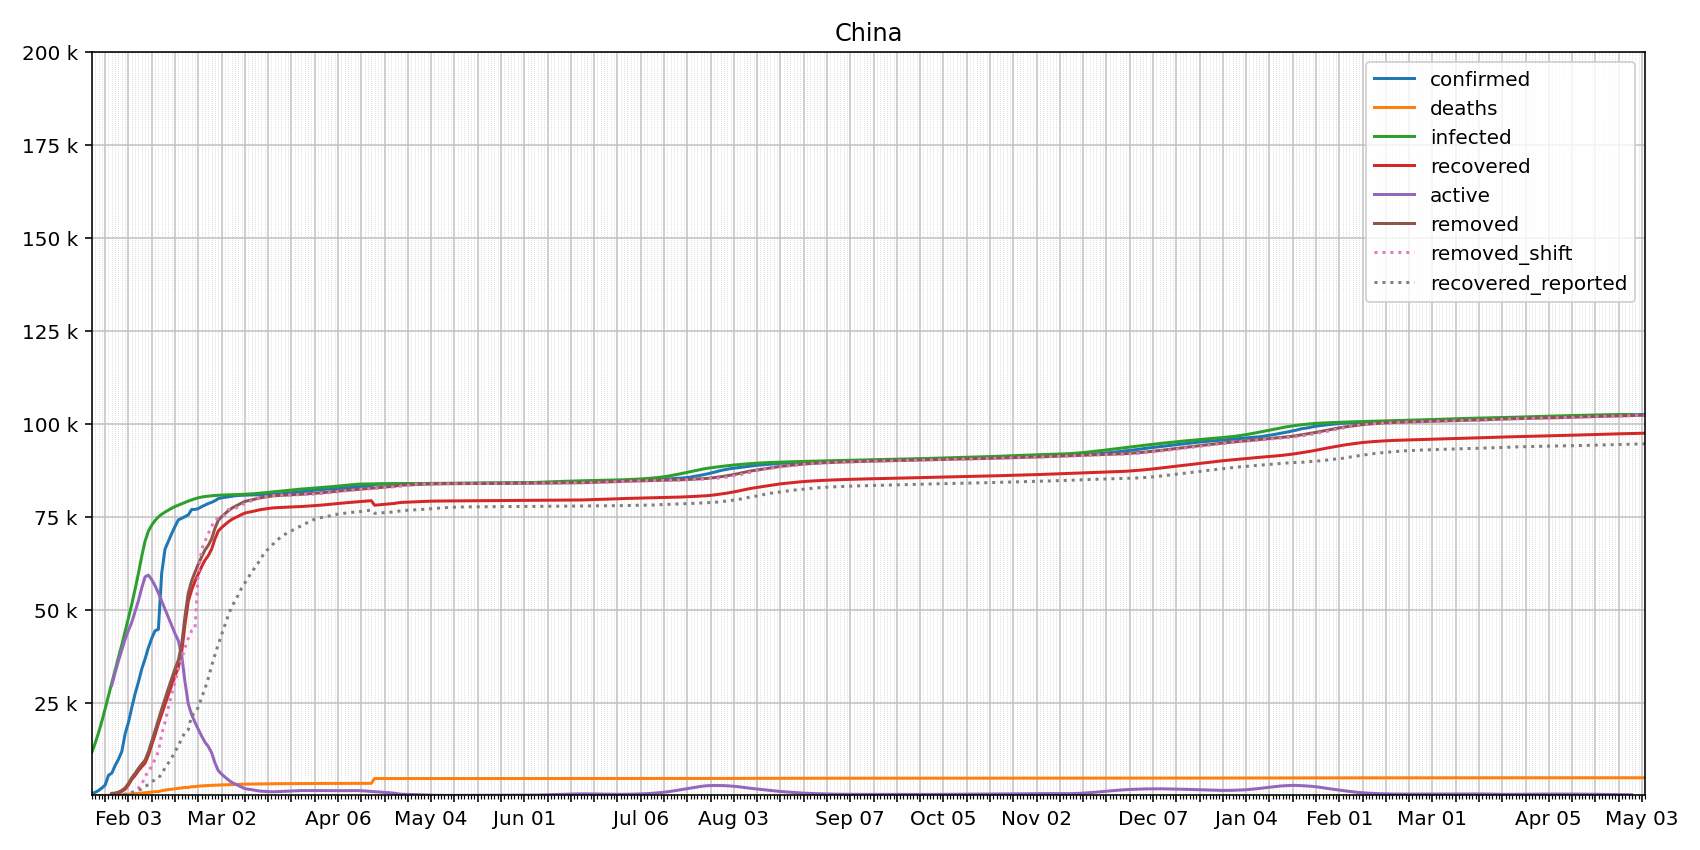 China
200 k
175 k
150 k
125 k
100 k
75 k
50 k
25 k
confirmed
deaths
infected
recovered
active
removed
removed_shift
recovered_reported
Feb 03 Mar 02 Apr 06 May 04 Jun 01 Jul 06 Aug 03 Sep 07 Oct 05 Nov 02 Dec 07 Jan 04 Feb 01 Mar 01 Apr 05 May 03